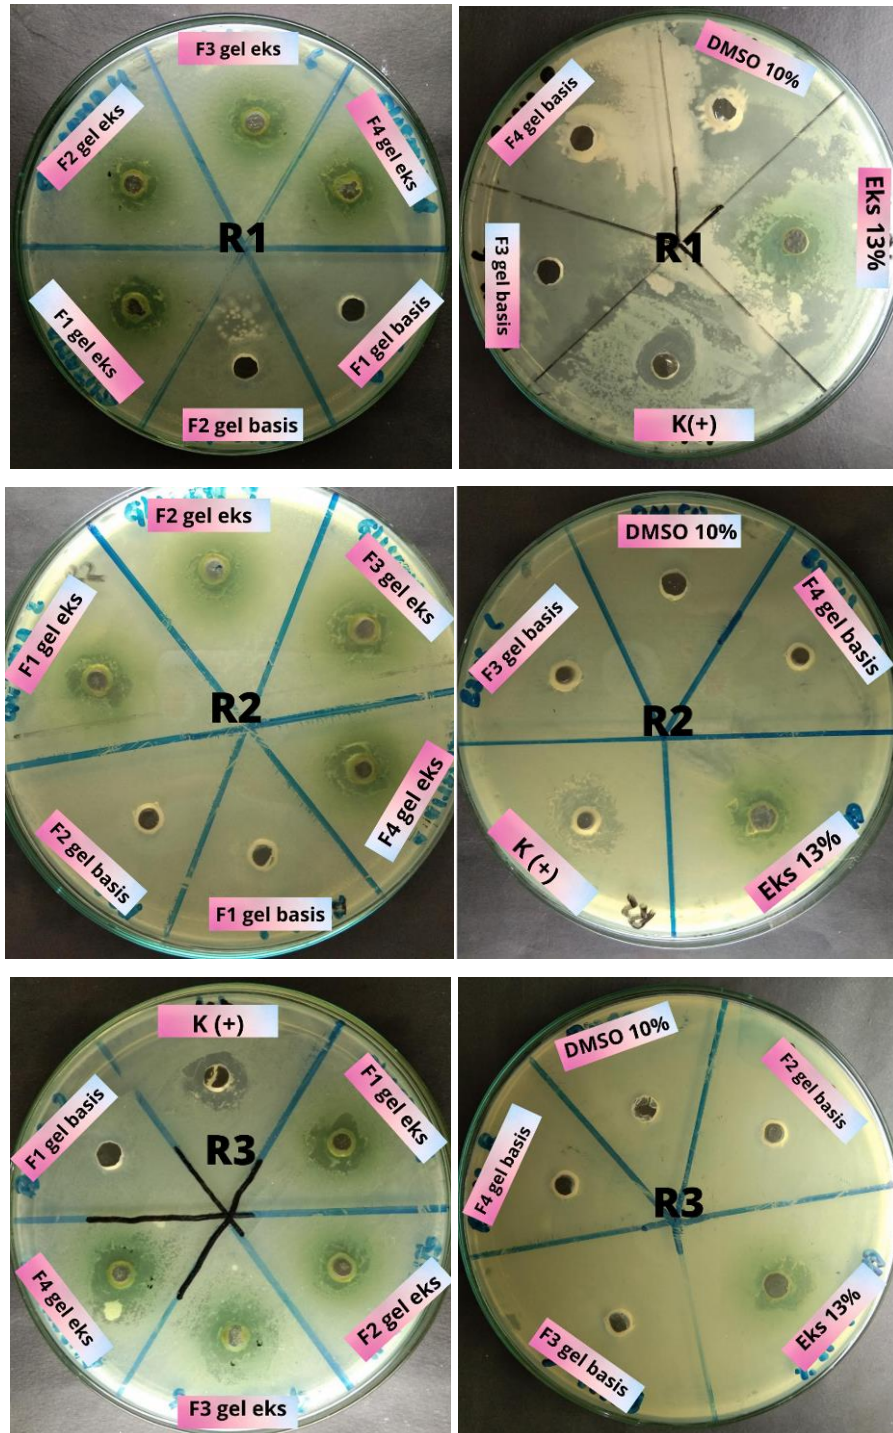 F3 gel eks
F2 gel eks
F4 gel eks
R1
F1 gel eks
F1 gel basis
F2 gel basis
DMSO 10%
F4 gel basis
Eks 13%
R1
F3 gel basis
K(+)
F2 gel eks
F3 gel eks
F1 gel eks
R2
F4 gel eks
F2 gel basis
F1 gel basis
DMSO 10%
F4 gel basis
F3 gel basis
R2
K (+)
Eks 13%
K (+)
F1 gel eks
F1 gel basis
R3
F4 gel eks
F2 gel eks
F3 gel eks
DMSO 10%
F2 gel basis
F4 gel basis
R3
Eks 13%
F3 gel basis